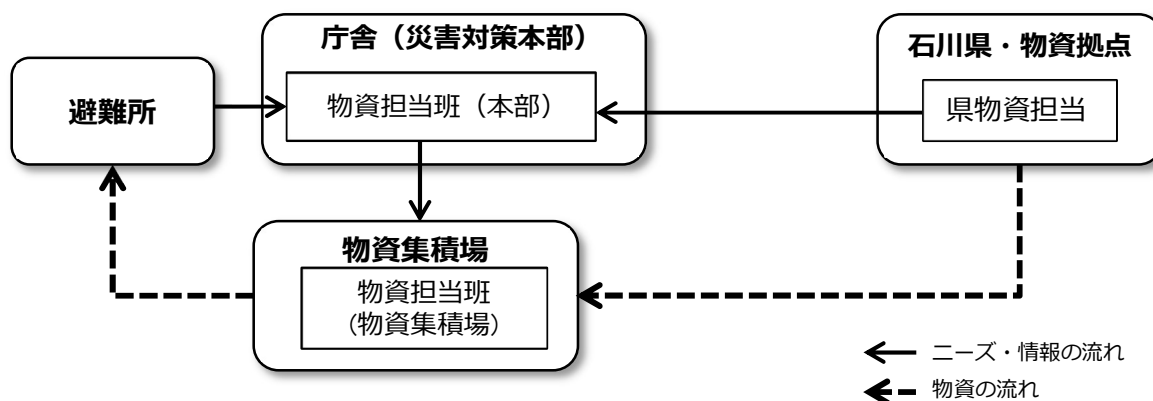 庁舎（災害対策本部）
物資担当班（本部）
石川県・物資拠点
県物資担当
避難所
物資集積場
物資担当班
（物資集積場）
ニーズ・情報の流れ
物資の流れ